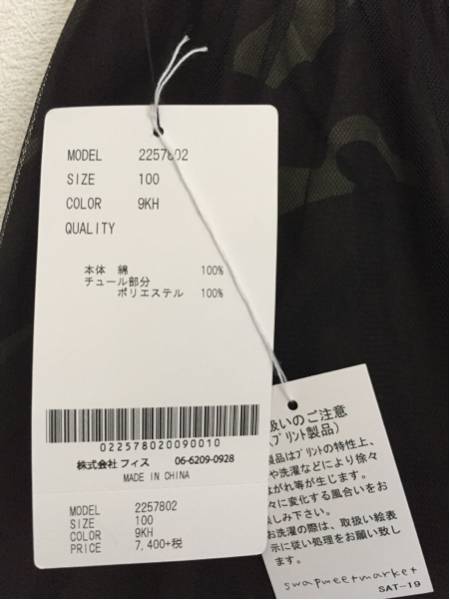 MODEL 2257802
SIZE 100
COLOR 9KH
QUALITY
本体 綿 100%
チュール部分
ポリエステル 100%
022578020090010
株式会社 フィス 06-6209-0928
MADE IN CHINA
MODEL 2257802
SIZE 100
COLOR 9KH
PRICE 7,400+税
扱いのご注意
プリント製品)
製品はプリントの特性上、
や洗濯などにより徐々
がれ等が生じます。
々に変化する風合いをお
しみ下さい。
お洗濯の際は、取扱い絵表
示に従い処理をお願い致し
ます。
swapmeetmarket
SAT-19